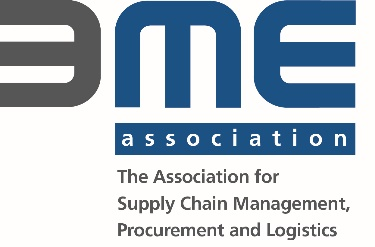 BME
association
The Association for
Supply Chain Management,
Procurement and Logistics